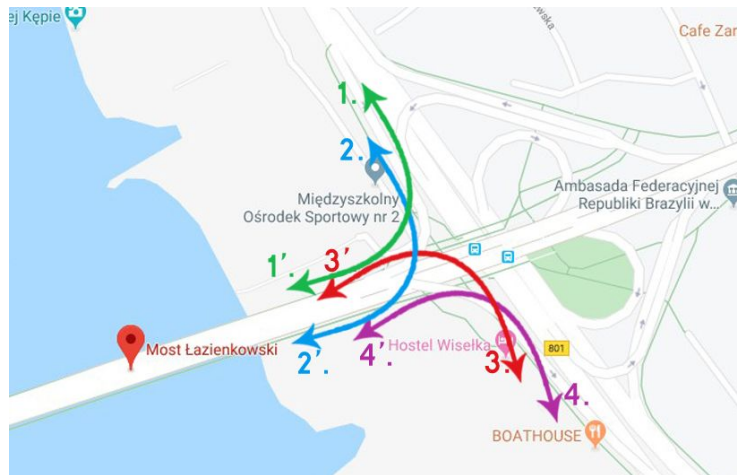 ej Kępie
Cafe Zar
1.
2.
Międzyszkolny
Ośrodek Sportowy nr 2
Ambasada Federacyjnej
Republiki Brazylii w...
1'.
3'
Most Łazienkowski
2'.
4'.
Hostel Wisełka
3.
801
4.
BOATHOUSE